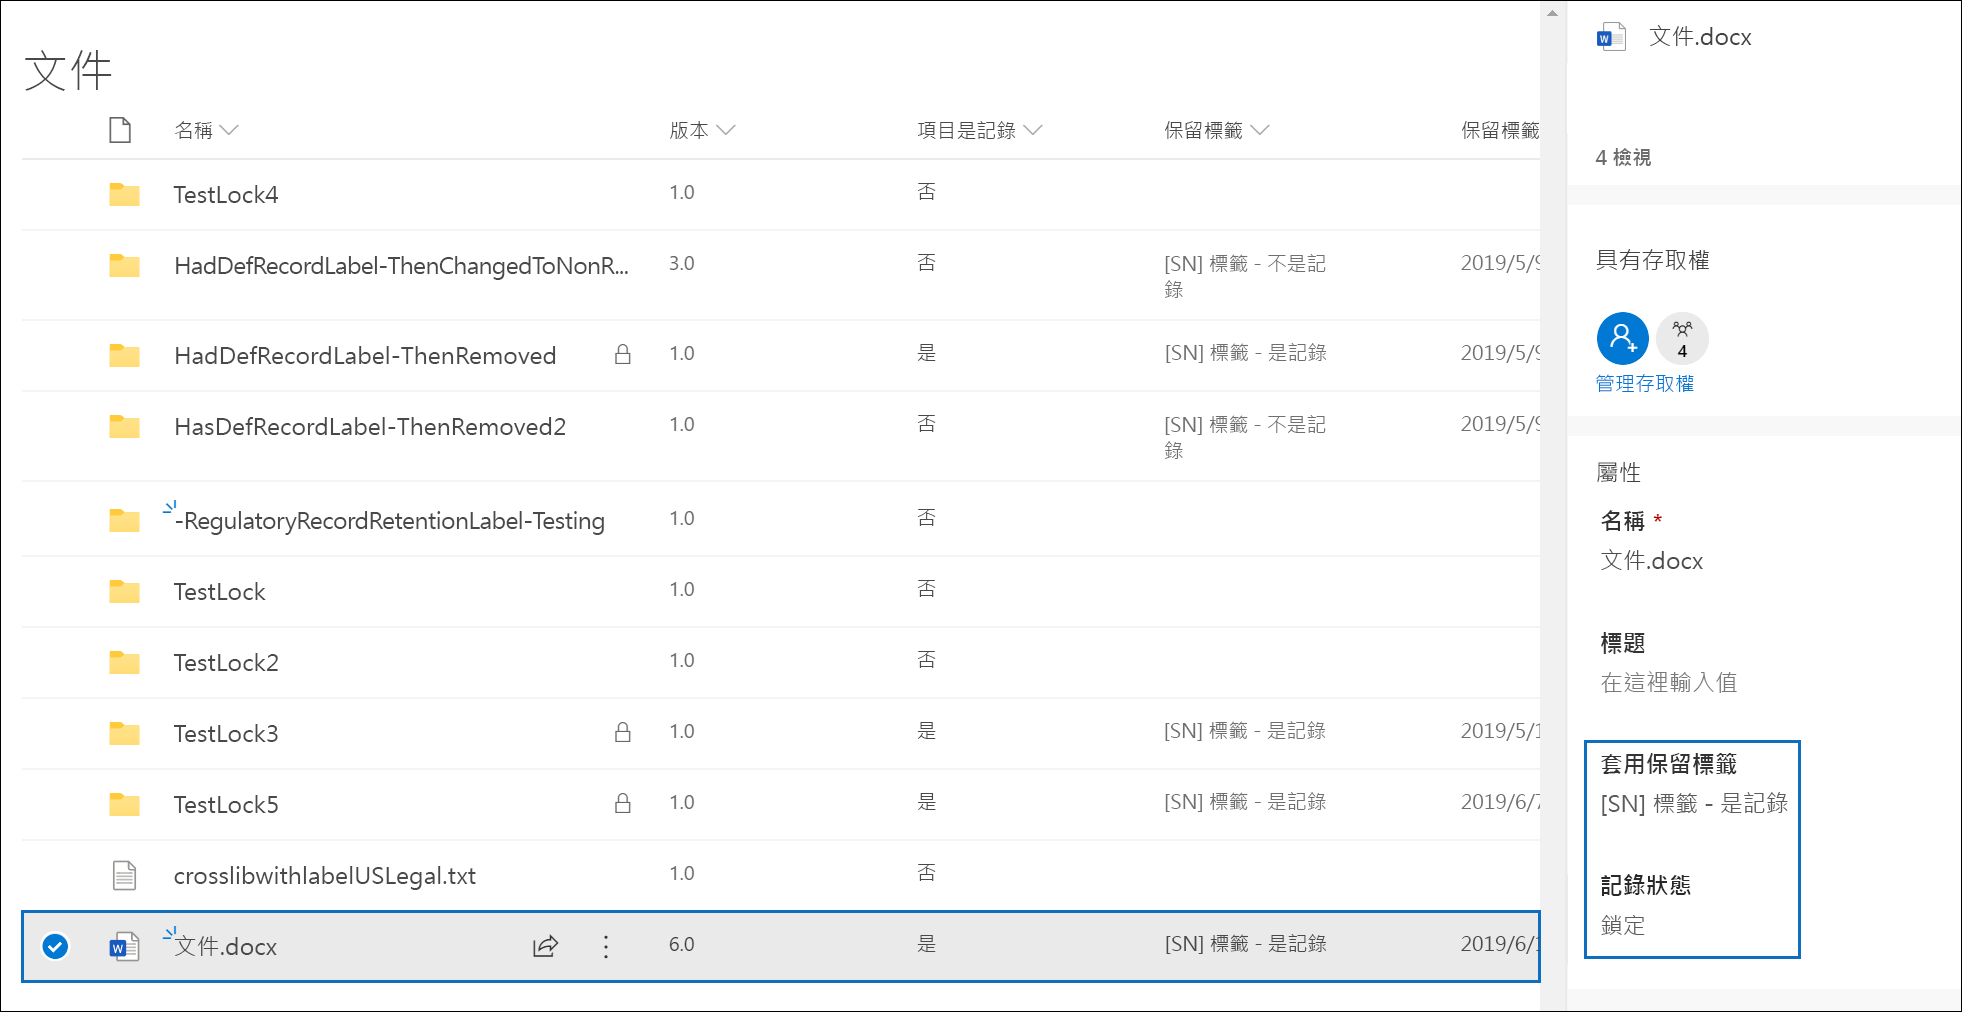 文件
名稱 版本 項目是記錄 保留標籤 保留標籤
TestLock4 1.0 否
HadDefRecordLabel-ThenChangedToNonR... 3.0 否 [SN] 標籤 - 不是記 2019/5/9
錄
HadDefRecordLabel-ThenRemoved 1.0 是 [SN] 標籤 - 是記錄 2019/5/9
HasDefRecordLabel-ThenRemoved2 1.0 否 [SN] 標籤 - 不是記 2019/5/9
錄
-RegulatoryRecordRetentionLabel-Testing 1.0 否
TestLock 1.0 否
TestLock2 1.0 否
TestLock3 1.0 是 [SN] 標籤 - 是記錄 2019/5/1
TestLock5 1.0 是 [SN] 標籤 - 是記錄 2019/6/7
crosslibwithlabelUSLegal.txt 1.0 否
文件.docx 6.0 是 [SN] 標籤 - 是記錄 2019/6/1
文件.docx
4 檢視
具有存取權
4
管理存取權
屬性
名稱 *
文件.docx
標題
在這裡輸入值
套用保留標籤
[SN] 標籤 - 是記錄
記錄狀態
鎖定